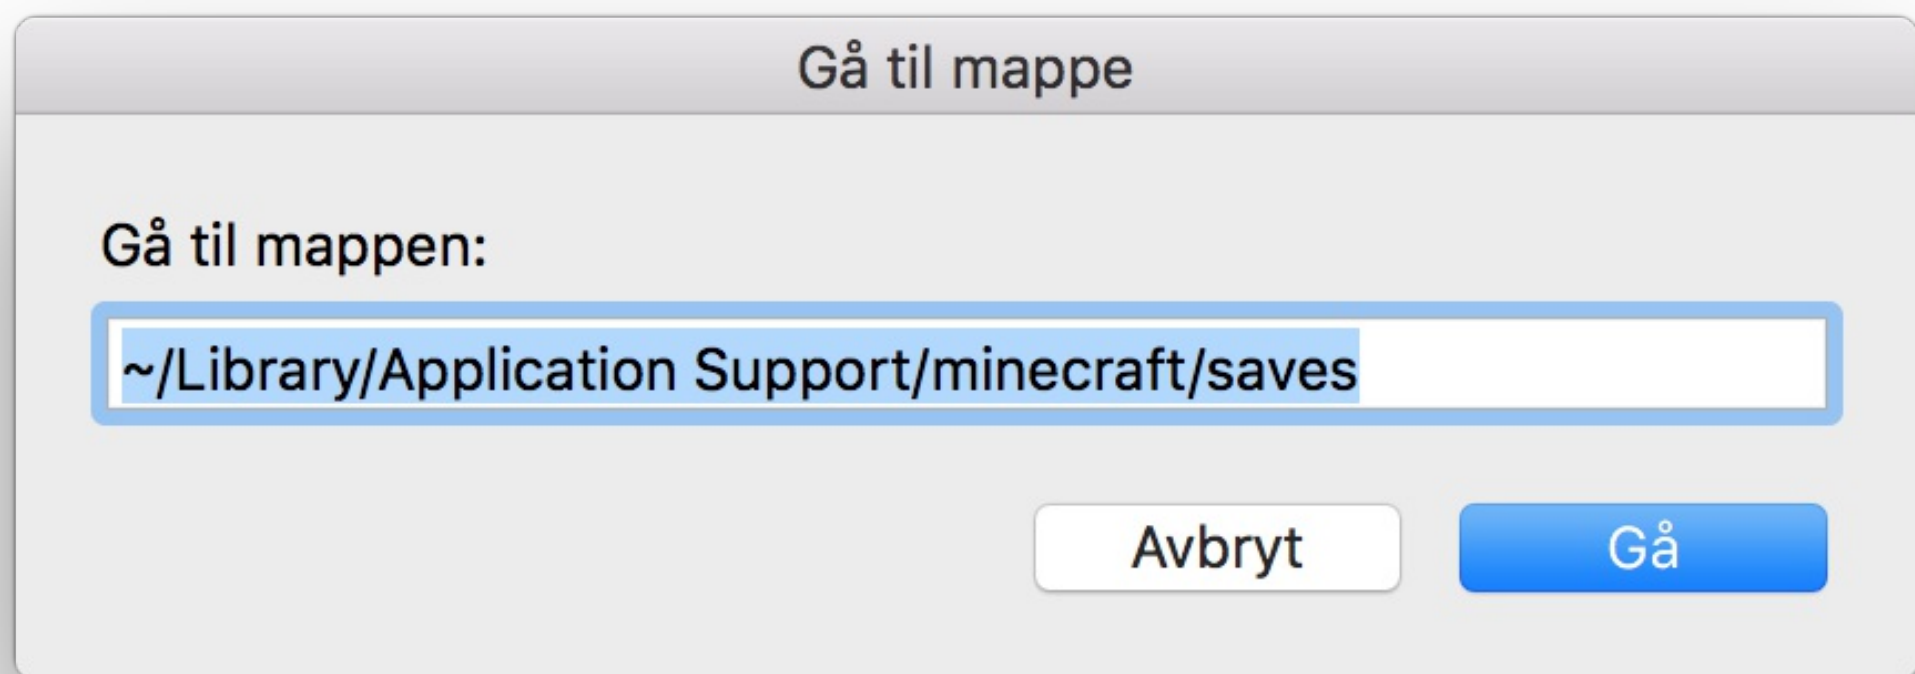 Gå til mappe
Gå til mappen:
~/Library/Application Support/minecraft/saves
Avbryt
Gå